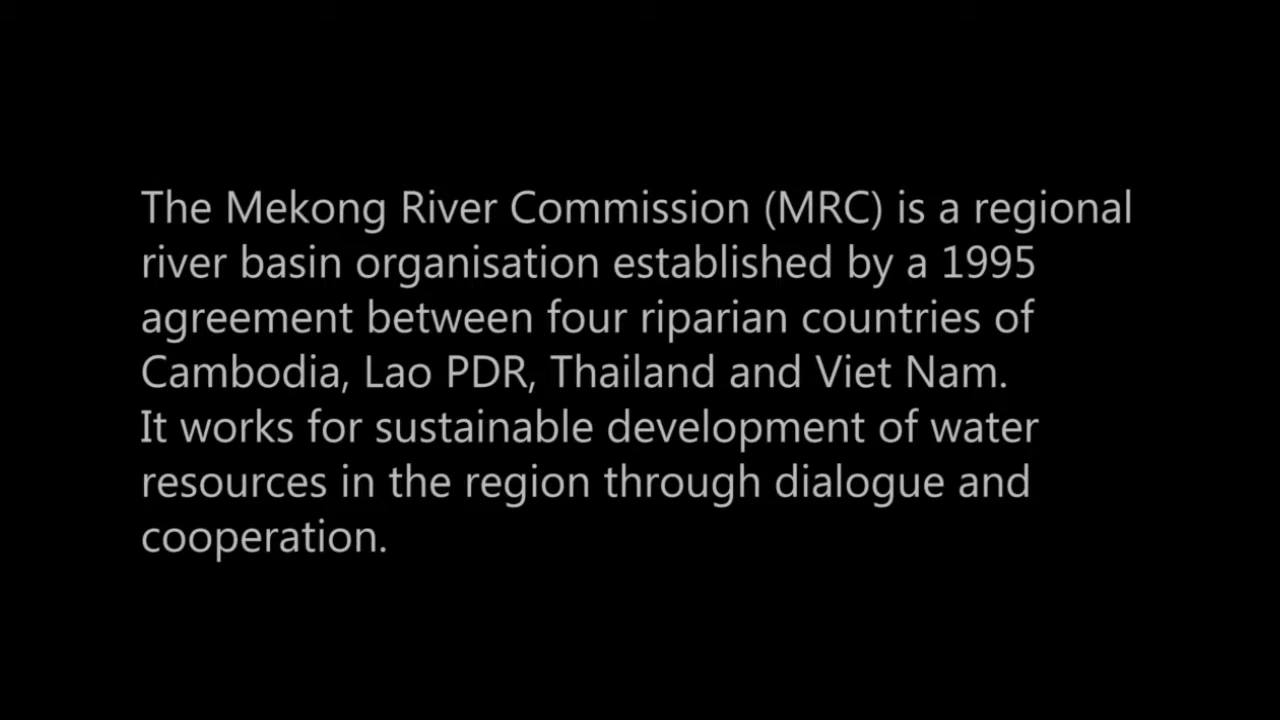 The Mekong River Commission (MRC) is a regional
river basin organisation established by a 1995
agreement between four riparian countries of
Cambodia, Lao PDR, Thailand and Viet Nam.
It works for sustainable development of water
resources in the region through dialogue and
cooperation.